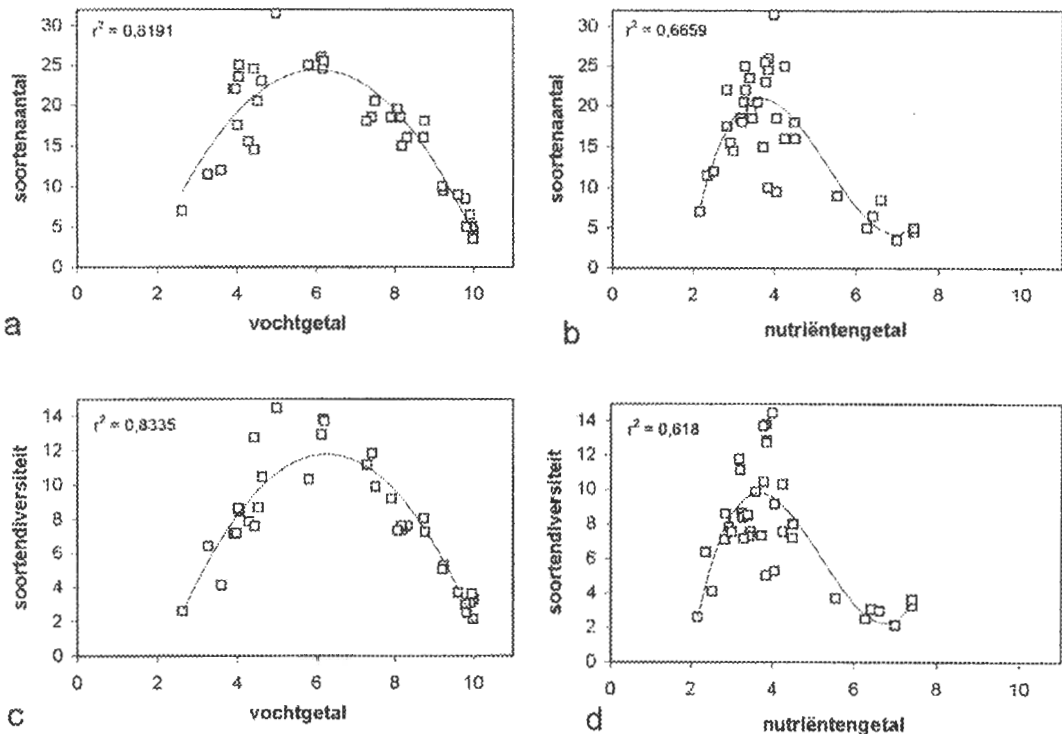 r² = 0,8191
soortenaantal
30
25
20
15
10
5
0
0 2 4 6 8 10
vochtgetal
a
r² = 0,6659
soortenaantal
30
25
20
15
10
5
0
0 2 4 6 8 10
nutriëntengetal
b
r² = 0,8335
soortendiversiteit
14
12
10
8
6
4
2
0
0 2 4 6 8 10
vochtgetal
c
r² = 0,618
soortendiversiteit
14
12
10
8
6
4
2
0
0 2 4 6 8 10
nutriëntengetal
d